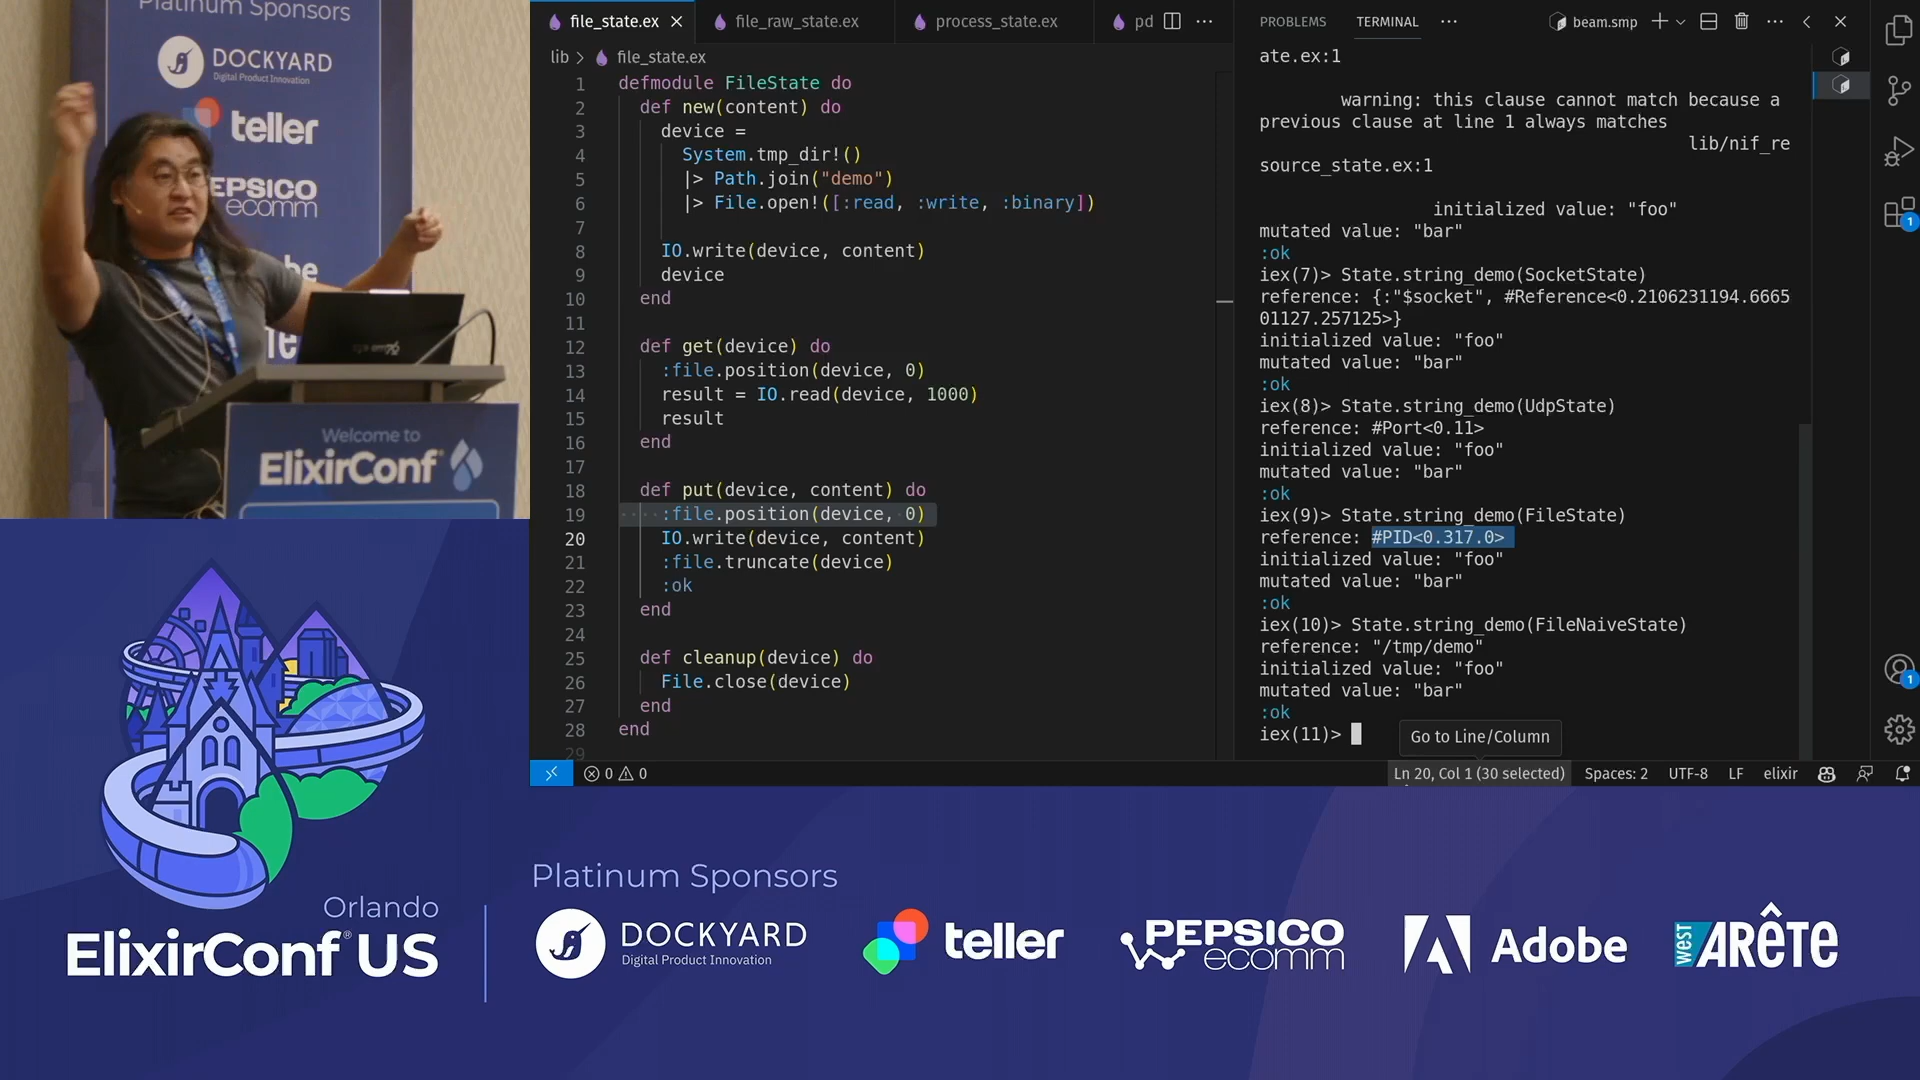 Platinum Sponsors
DOCKYARD
Digital Product Innovation
teller
EPSICO
ecomm
be
TE
Welcome to
ElixirConf
file_state.ex
file_raw_state.ex
process_state.ex
pd
lib > file_state.ex
1 defmodule FileState do
2 def new(content) do
3 device =
4 System.tmp_dir!()
5 |> Path.join("demo")
6 |> File.open!([:read, :write, :binary])
7
8 IO.write(device, content)
9 device
10 end
11
12 def get(device) do
13 :file.position(device, 0)
14 result = IO.read(device, 1000)
15 result
16 end
17
18 def put(device, content) do
19 :file.position(device, 0)
20 IO.write(device, content)
21 :file.truncate(device)
22 :ok
23 end
24
25 def cleanup(device) do
26 File.close(device)
27 end
28 end
29
PROBLEMS
TERMINAL
beam.smp
ate.ex:1
warning: this clause cannot match because a
previous clause at line 1 always matches
lib/nif_re
source_state.ex:1
initialized value: "foo"
mutated value: "bar"
:ok
iex(7)> State.string_demo(SocketState)
reference: {:"$socket", #Reference<0.2106231194.6665
01127.257125>}
initialized value: "foo"
mutated value: "bar"
:ok
iex(8)> State.string_demo(UdpState)
reference: #Port<0.11>
initialized value: "foo"
mutated value: "bar"
:ok
iex(9)> State.string_demo(FileState)
reference: #PID<0.317.0>
initialized value: "foo"
mutated value: "bar"
:ok
iex(10)> State.string_demo(FileNaiveState)
reference: "/tmp/demo"
initialized value: "foo"
mutated value: "bar"
:ok
iex(11)>
Go to Line/Column
1
1
0 0
Ln 20, Col 1 (30 selected)
Spaces: 2
UTF-8
LF
elixir
Orlando
ElixirConf® US
Platinum Sponsors
DOCKYARD
Digital Product Innovation
teller
PEPSICO
ecomm
Adobe
west
ARÊTE